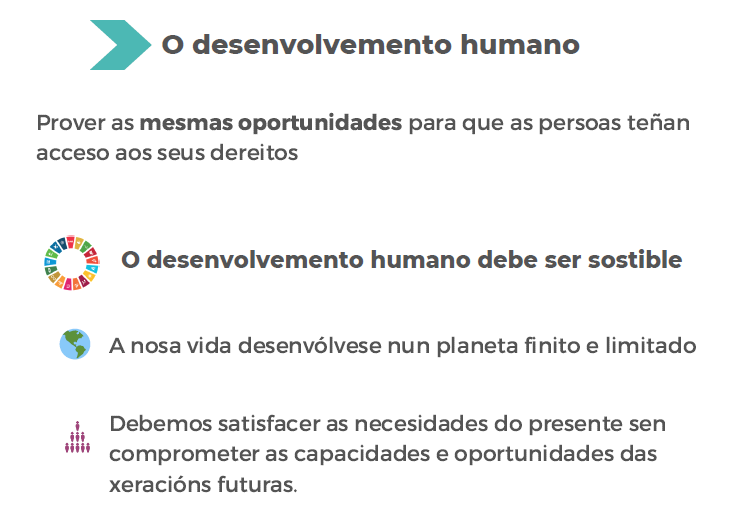 O desenvolvemento humano
Prover as mesmas oportunidades para que as persoas teñan
acceso aos seus dereitos
O desenvolvemento humano debe ser sostible
A nosa vida desenvólvese nun planeta finito e limitado
Debemos satisfacer as necesidades do presente sen
comprometer as capacidades e oportunidades das
xeracións futuras.